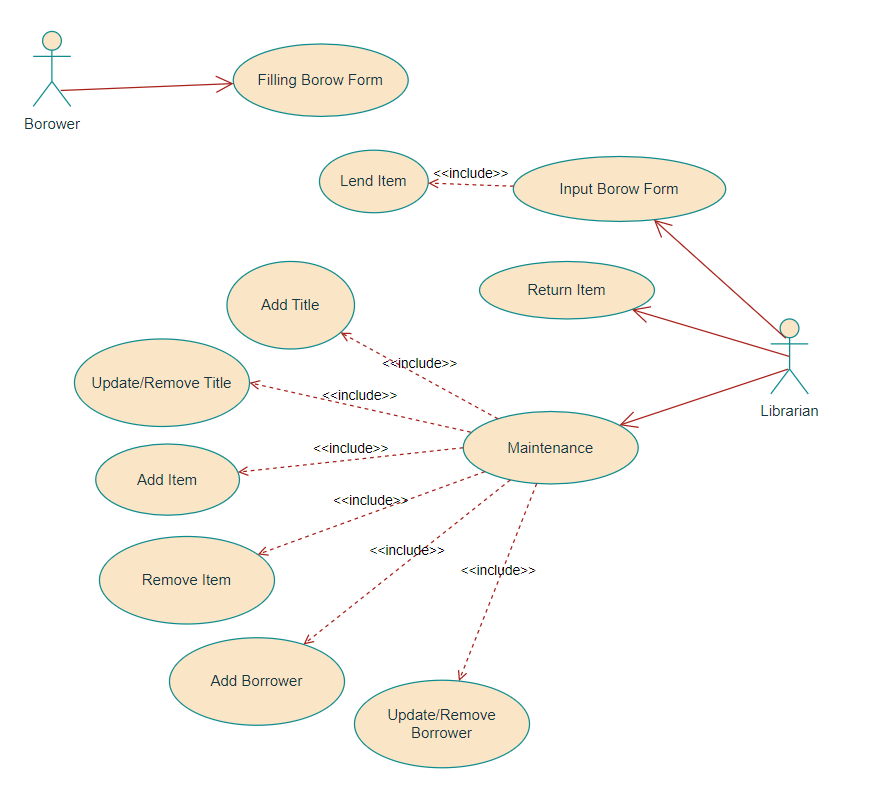 Filling Borow Form
Borower
Lend Item
<<include>>
Input Borow Form
Add Title
Return Item
<<include>>
Update/Remove Title
<<include>>
Librarian
Add Item
<<include>>
Maintenance
<<include>>
Remove Item
<<include>>
<<include>>
Add Borrower
Update/Remove
Borrower